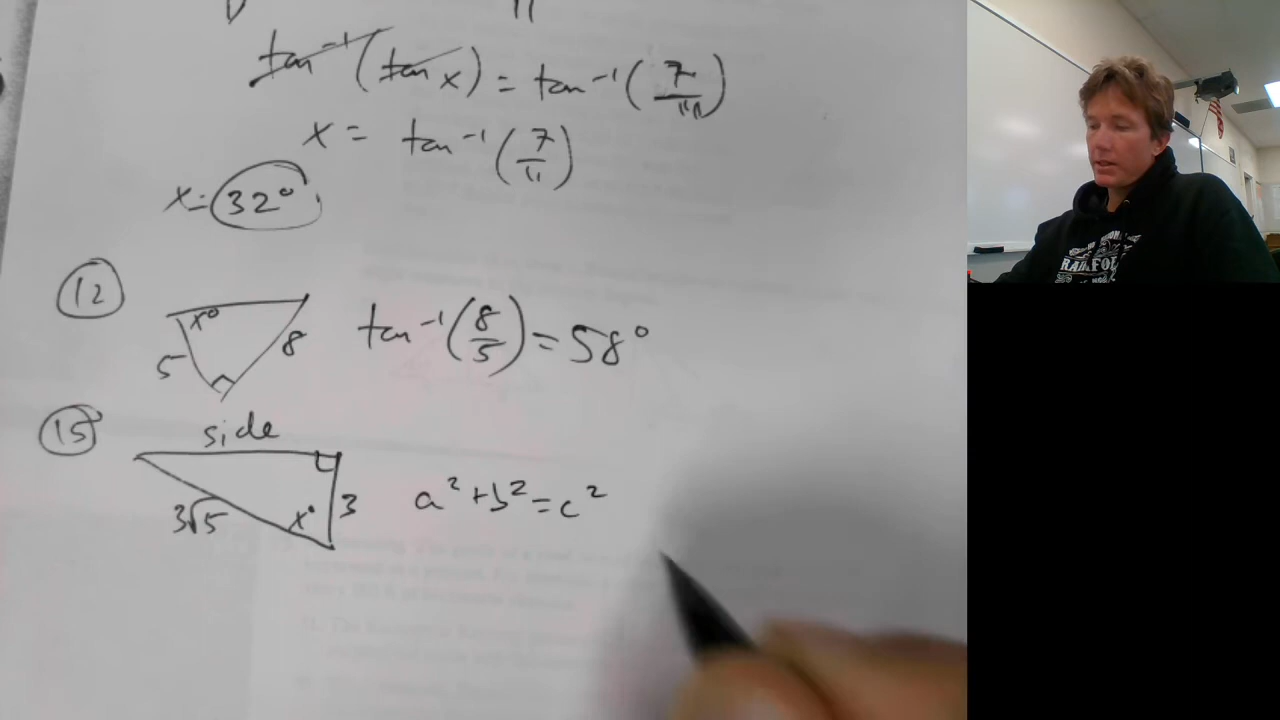 tan⁻¹(tan x) = tan⁻¹(7/11)
x = tan⁻¹(7/11)
x = 32°
12
x°
5
8
tan⁻¹(8/5) = 58°
15
side
3√5
x°
3
a² + b² = c²